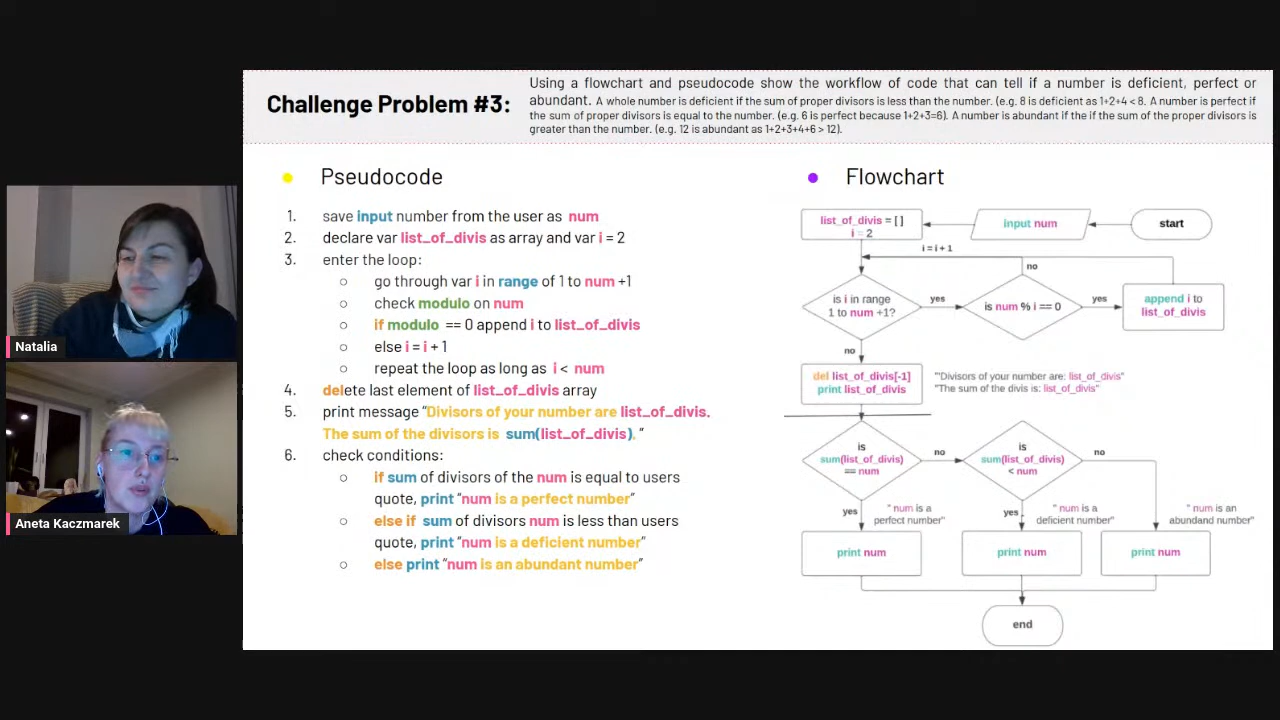 Challenge Problem #3:
Using a flowchart and pseudocode show the workflow of code that can tell if a number is deficient, perfect or
abundant. A whole number is deficient if the sum of proper divisors is less than the number. (e.g. 8 is deficient as 1+2+4 < 8. A number is perfect if
the sum of proper divisors is equal to the number. (e.g. 6 is perfect because 1+2+3=6). A number is abundant if the if the sum of the proper divisors is
greater than the number. (e.g. 12 is abundant as 1+2+3+4+6 > 12).
Pseudocode
1. save input number from the user as num
2. declare var list_of_divis as array and var i = 2
3. enter the loop:
○ go through var i in range of 1 to num +1
○ check modulo on num
○ if modulo == 0 append i to list_of_divis
○ else i = i + 1
○ repeat the loop as long as i < num
4. delete last element of list_of_divis array
5. print message "Divisors of your number are list_of_divis.
The sum of the divisors is sum(list_of_divis). "
6. check conditions:
○ if sum of divisors of the num is equal to users
quote, print "num is a perfect number"
○ else if sum of divisors num is less than users
quote, print "num is a deficient number"
○ else print "num is an abundant number"
Flowchart
start
input num
list_of_divis = [ ]
i = 2
i = i + 1
is i in range
1 to num +1?
yes
no
is num % i == 0
no
yes
append i to
list_of_divis
del list_of_divis[-1]
print list_of_divis
"'Divisors of your number are: list_of_divis"
"The sum of the divis is: list_of_divis"
is
sum(list_of_divis)
== num
no
yes
is
sum(list_of_divis)
< num
no
yes
" num is a
perfect number"
" num is a
deficient number"
" num is an
abundand number"
print num
print num
print num
end
Natalia
Aneta Kaczmarek